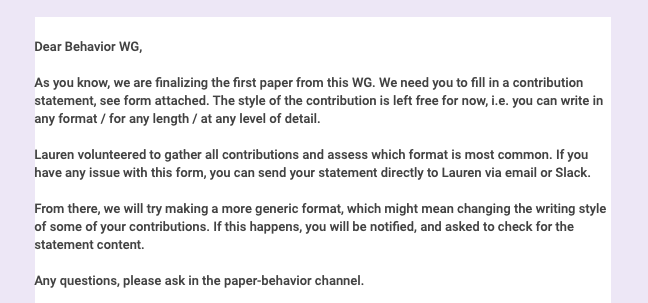 Dear Behavior WG,
As you know, we are finalizing the first paper from this WG. We need you to fill in a contribution
statement, see form attached. The style of the contribution is left free for now, i.e. you can write in
any format / for any length / at any level of detail.
Lauren volunteered to gather all contributions and assess which format is most common. If you
have any issue with this form, you can send your statement directly to Lauren via email or Slack.
From there, we will try making a more generic format, which might mean changing the writing style
of some of your contributions. If this happens, you will be notified, and asked to check for the
statement content.
Any questions, please ask in the paper-behavior channel.